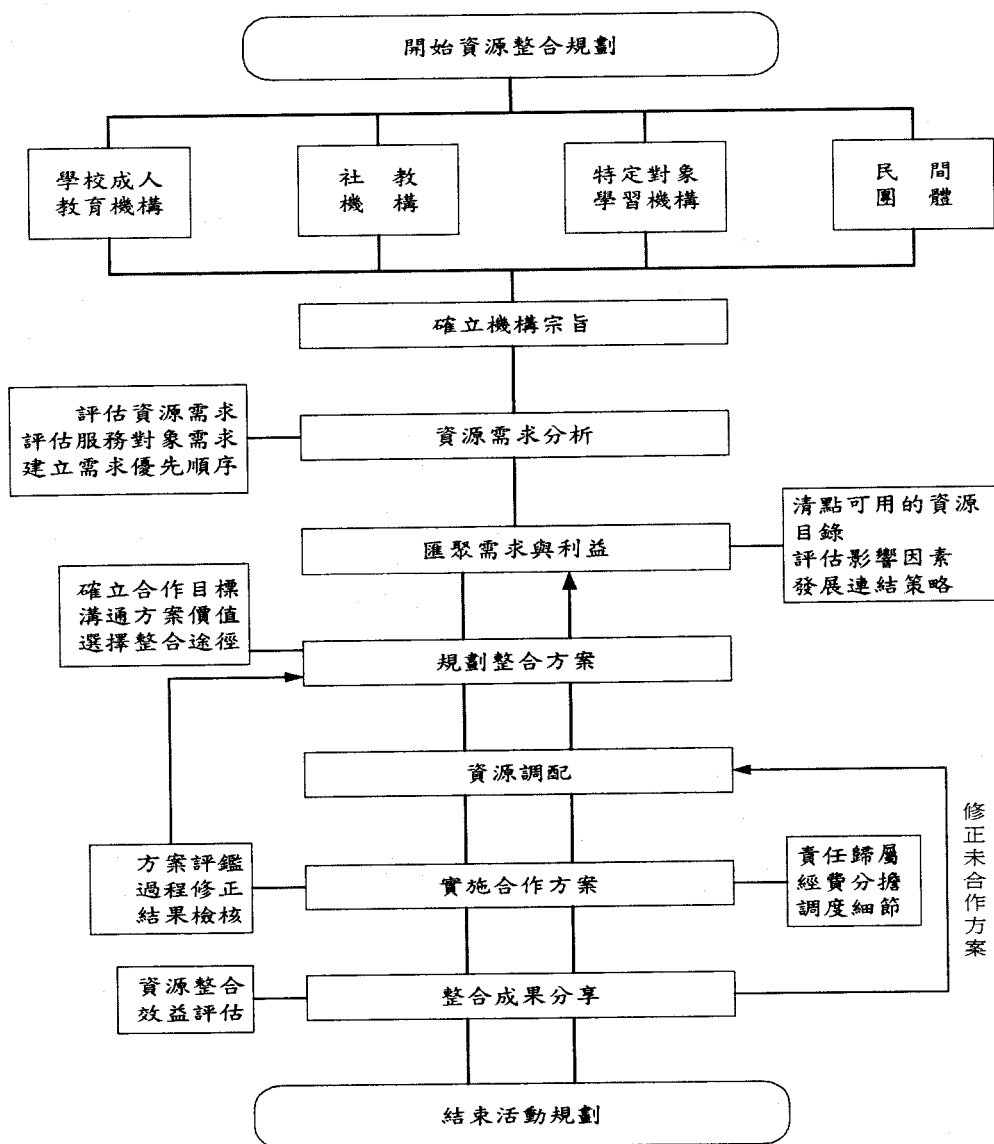 開始資源整合規劃
學校成人
教育機構
社教
機構
特定對象
學習機構
民間
團體
確立機構宗旨
評估資源需求
評估服務對象需求
建立需求優先順序
資源需求分析
匯聚需求與利益
清點可用的資源
目錄
評估影響因素
發展連結策略
確立合作目標
溝通方案價值
選擇整合途徑
規劃整合方案
資源調配
方案評鑑
過程修正
結果檢核
實施合作方案
責任歸屬
經費分擔
調度細節
修正未合作方案
資源整合
效益評估
整合成果分享
結束活動規劃